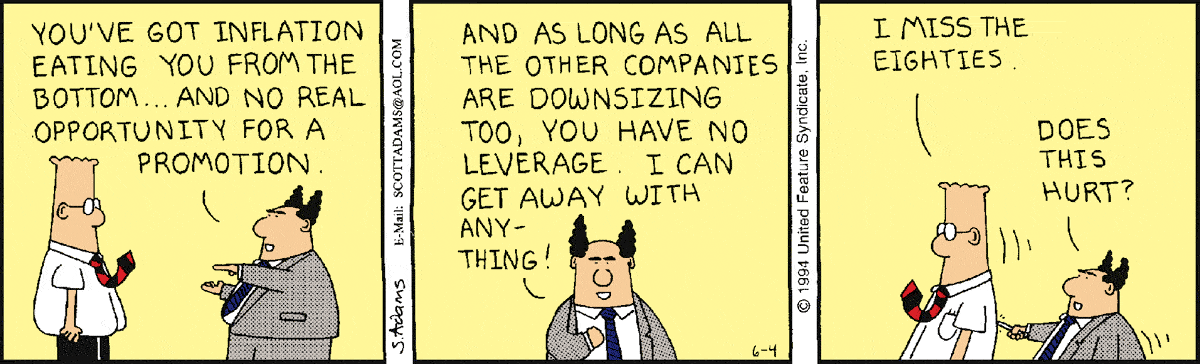 YOU'VE GOT INFLATION
EATING YOU FROM THE
BOTTOM... AND NO REAL
OPPORTUNITY FOR A
PROMOTION.
S.Adams
E-Mail: SCOTTADAMS@AOL.COM
AND AS LONG AS ALL
THE OTHER COMPANIES
ARE DOWNSIZING
TOO, YOU HAVE NO
LEVERAGE. I CAN
GET AWAY WITH
ANY-
THING!
6-4
© 1994 United Feature Syndicate, Inc.
I MISS THE
EIGHTIES.
DOES
THIS
HURT?